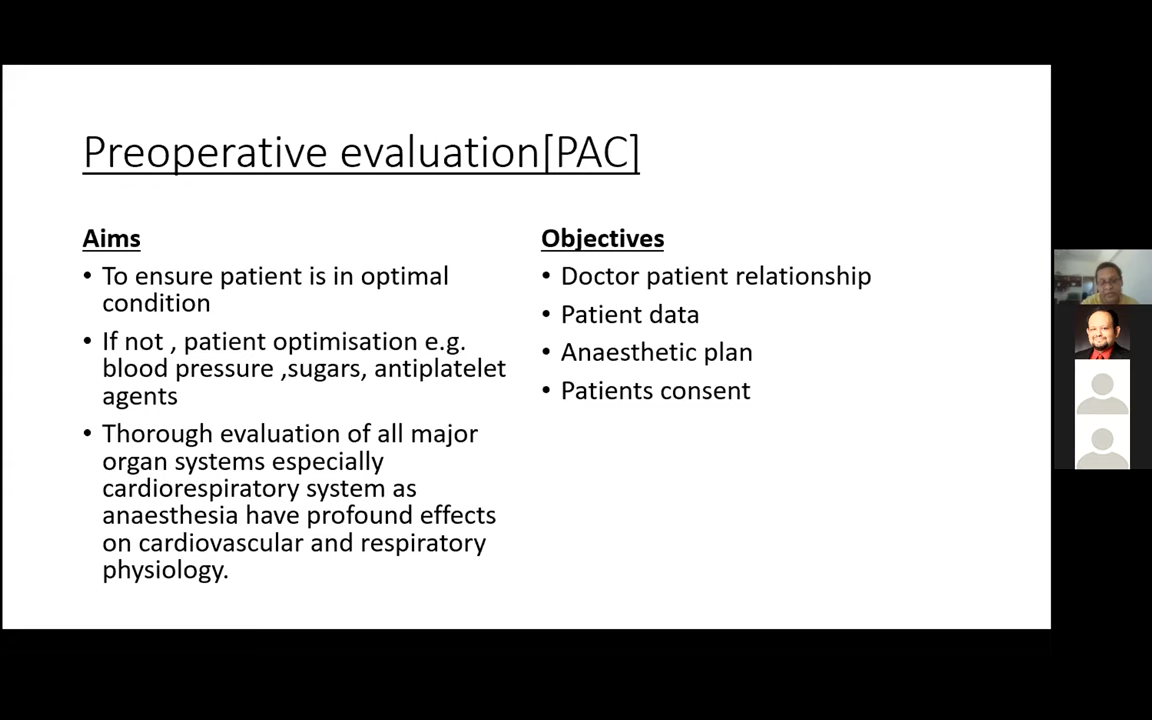 Preoperative evaluation[PAC]
Aims
• To ensure patient is in optimal
condition
• If not , patient optimisation e.g.
blood pressure ,sugars, antiplatelet
agents
• Thorough evaluation of all major
organ systems especially
cardiorespiratory system as
anaesthesia have profound effects
on cardiovascular and respiratory
physiology.
Objectives
• Doctor patient relationship
• Patient data
• Anaesthetic plan
• Patients consent